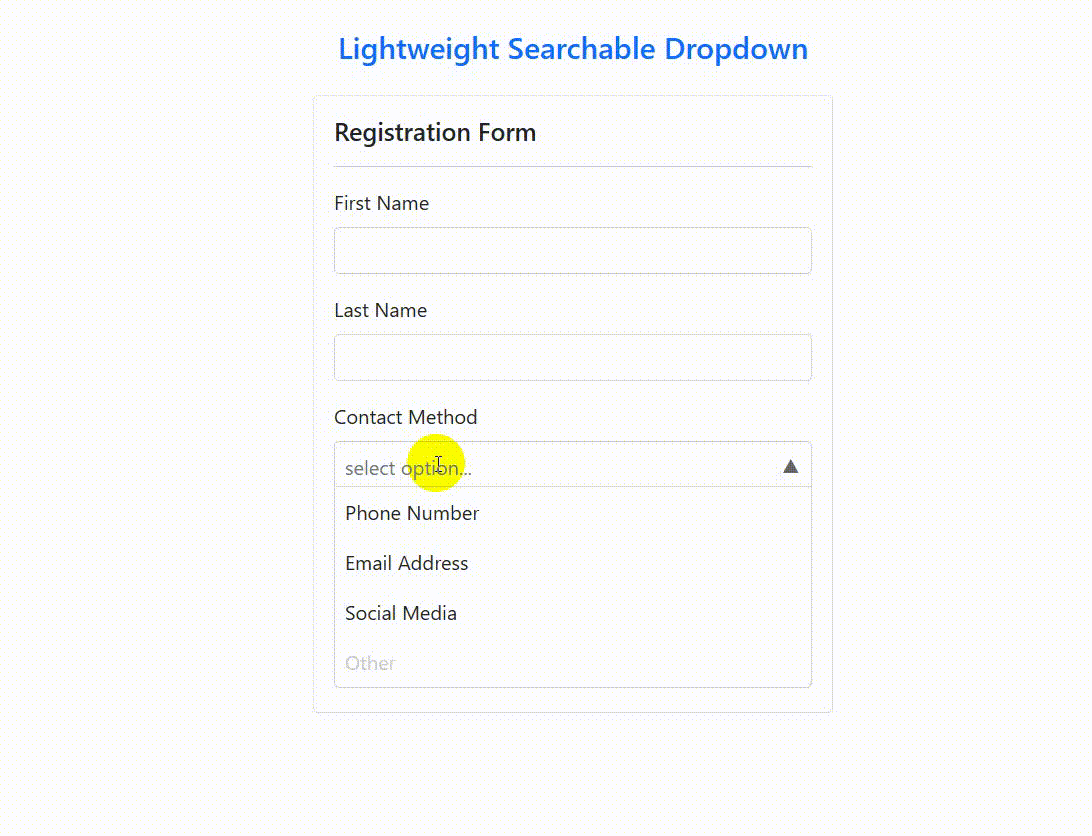 Lightweight Searchable Dropdown
Registration Form
First Name
Last Name
Contact Method
select option...
Phone Number
Email Address
Social Media
Other